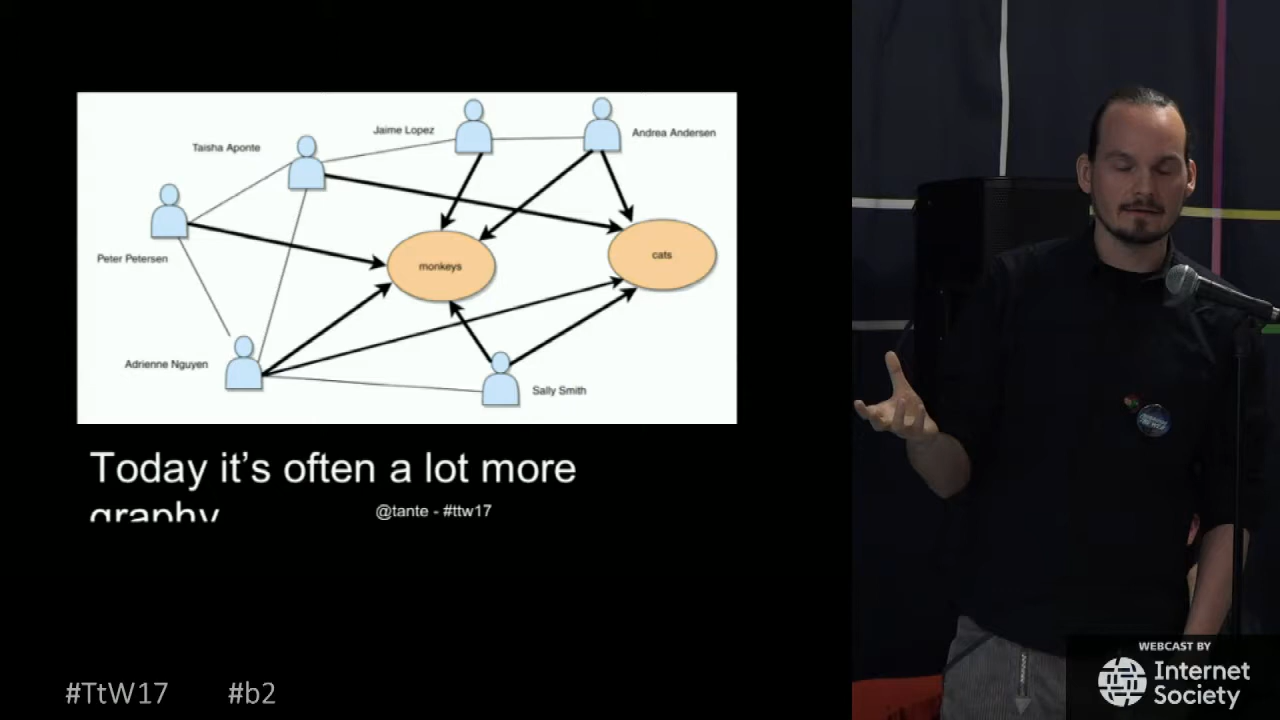 Jaime Lopez
Andrea Andersen
Taisha Aponte
Peter Petersen
monkeys
cats
Adrienne Nguyen
Sally Smith
Today it's often a lot more
graphy
@tante - #ttw17
#TtW17 #b2
WEBCAST BY
Internet
Society